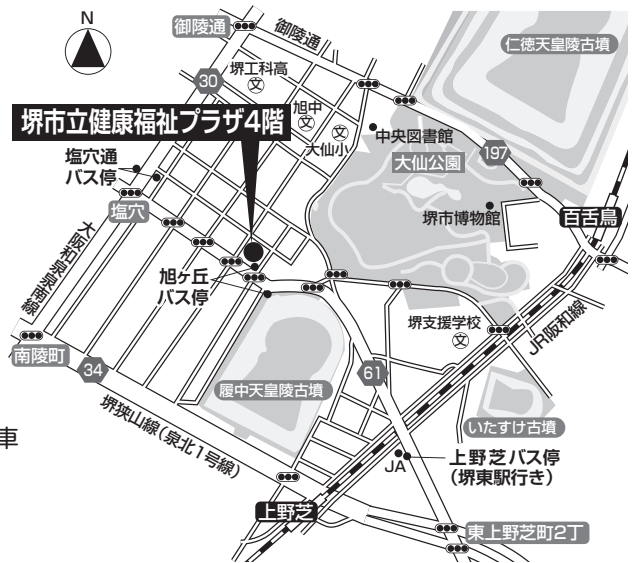 N
御陵通
御陵通
仁徳天皇陵古墳
30
堺工科高
文
旭中
文
文
大仙小
中央図書館
大仙公園
197
堺市立健康福祉プラザ4階
塩穴通
バス停
塩穴
堺市博物館
百舌鳥
大阪和泉泉南線
旭ヶ丘
バス停
堺支援学校
文
JR阪和線
南陵町
34
61
履中天皇陵古墳
いたすけ古墳
車
堺狭山線(泉北1号線)
JA
上野芝バス停
(堺東駅行き)
上野芝
東上野芝町2丁